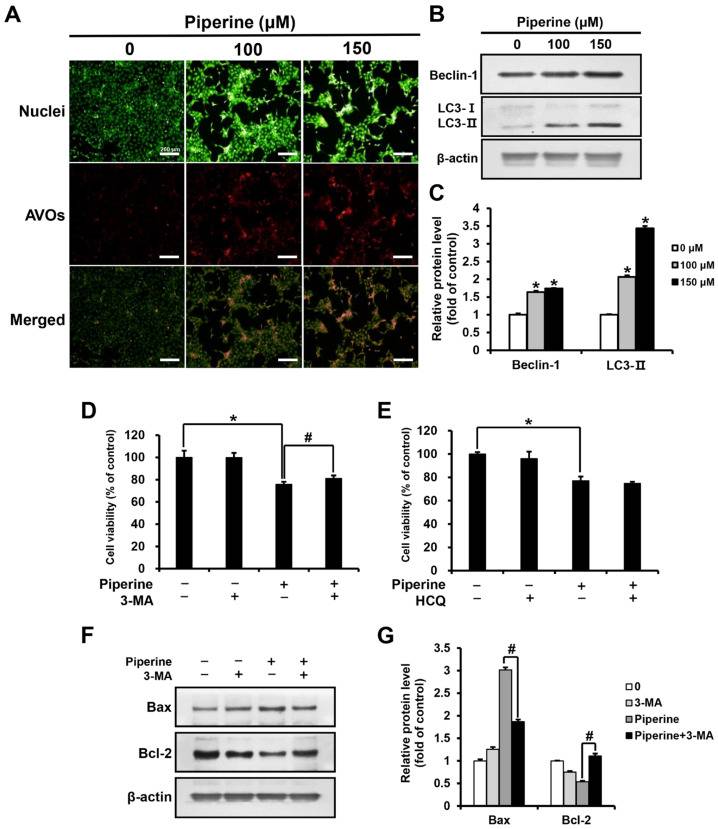 A
Piperine (μM)
0 100 150
Nuclei
200 μm
AVOs
Merged
B
Piperine (μM)
0 100 150
Beclin-1
LC3-Ⅰ
LC3-Ⅱ
β-actin
C
Relative protein level
(fold of control)
4
3.5
3
2.5
2
1.5
1
0.5
0
* *
* *
0 μM
100 μM
150 μM
Beclin-1 LC3-Ⅱ
D
Cell viability (% of control)
120
100
80
60
40
20
0
*
#
Piperine − − + +
3-MA − + − +
E
Cell viability (% of control)
120
100
80
60
40
20
0
*
Piperine − − + +
HCQ − + − +
F
Piperine − − + +
3-MA − + − +
Bax
Bcl-2
β-actin
G
Relative protein level
(fold of control)
3.5
3
2.5
2
1.5
1
0.5
0
#
#
0
3-MA
Piperine
Piperine+3-MA
Bax Bcl-2